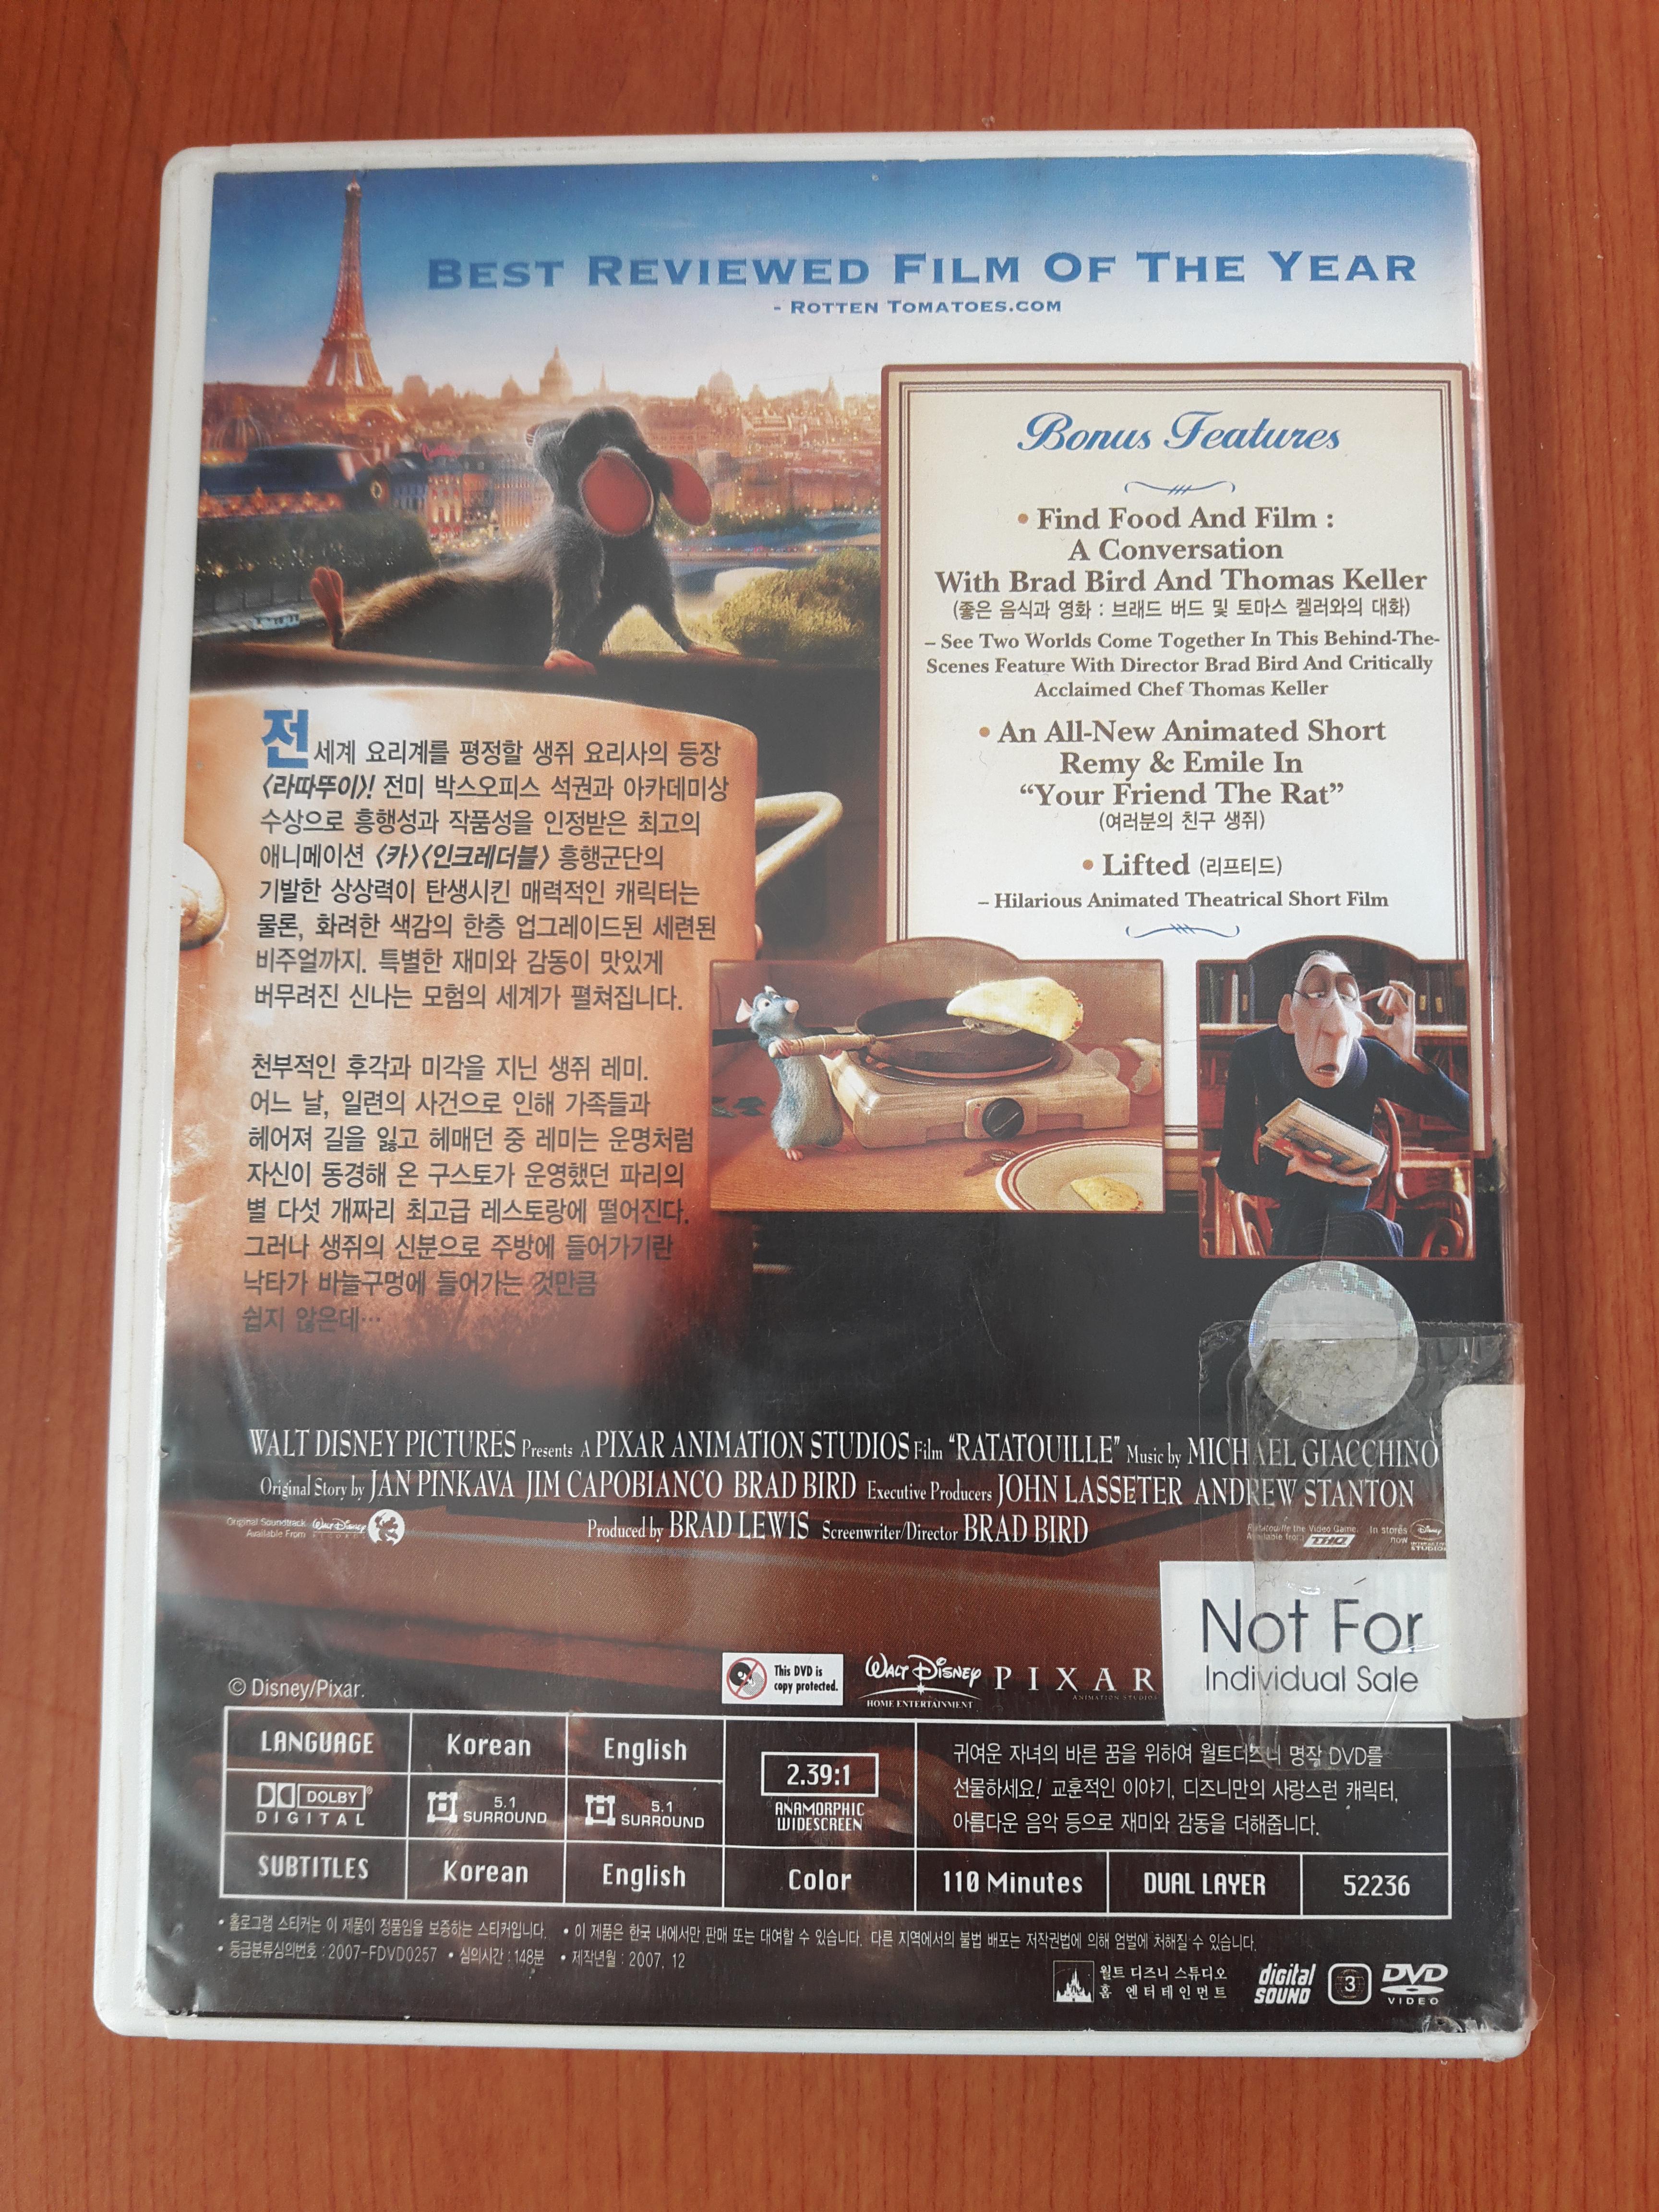 BEST REVIEWED FILM OF THE YEAR
- ROTTEN TOMATOES.COM
Bonus Features
• Find Food And Film :
A Conversation
With Brad Bird And Thomas Keller
(좋은 음식과 영화 : 브래드 버드 및 토마스 켈러와의 대화)
– See Two Worlds Come Together In This Behind-The-
Scenes Feature With Director Brad Bird And Critically
Acclaimed Chef Thomas Keller
• An All-New Animated Short
Remy & Emile In
“Your Friend The Rat”
(여러분의 친구 생쥐)
• Lifted (리프티드)
– Hilarious Animated Theatrical Short Film
전세계 요리계를 평정할 생쥐 요리사의 등장
<라따뚜이>! 전미 박스오피스 석권과 아카데미상
수상으로 흥행성과 작품성을 인정받은 최고의
애니메이션 <카><인크레더블> 흥행군단의
기발한 상상력이 탄생시킨 매력적인 캐릭터는
물론, 화려한 색감의 한층 업그레이드된 세련된
비주얼까지. 특별한 재미와 감동이 맛있게
버무려진 신나는 모험의 세계가 펼쳐집니다.
천부적인 후각과 미각을 지닌 생쥐 레미.
어느 날, 일련의 사건으로 인해 가족들과
헤어져 길을 잃고 헤매던 중 레미는 운명처럼
자신이 동경해 온 구스토가 운영했던 파리의
별 다섯 개짜리 최고급 레스토랑에 떨어진다.
그러나 생쥐의 신분으로 주방에 들어가기란
낙타가 바늘구멍에 들어가는 것만큼
쉽지 않은데…
WALT DISNEY PICTURES Presents A PIXAR ANIMATION STUDIOS Film “RATATOUILLE” Music by MICHAEL GIACCHINO
Original Story by JAN PINKAVA JIM CAPOBIANCO BRAD BIRD Executive Producers JOHN LASSETER ANDREW STANTON
Produced by BRAD LEWIS Screenwriter/Director BRAD BIRD
Original Soundtrack
Available From
WALT DISNEY
RECORDS
Ratatouille the Video Game.
Available from THQ
In stores
now
Disney
INTERACTIVE
STUDIOS
Not For
Individual Sale
© Disney/Pixar.
This DVD is
copy protected.
WALT DISNEY
HOME ENTERTAINMENT
PIXAR
ANIMATION STUDIOS
LANGUAGE Korean English
DOLBY DIGITAL
5.1 SURROUND
5.1 SURROUND
2.39:1
ANAMORPHIC
WIDESCREEN
귀여운 자녀의 바른 꿈을 위하여 월트디즈니 명작 DVD를
선물하세요! 교훈적인 이야기, 디즈니만의 사랑스런 캐릭터,
아름다운 음악 등으로 재미와 감동을 더해줍니다.
SUBTITLES Korean English Color 110 Minutes DUAL LAYER 52236
• 홀로그램 스티커는 이 제품이 정품임을 보증하는 스티커입니다. • 이 제품은 한국 내에서만 판매 또는 대여할 수 있습니다. 다른 지역에서의 불법 배포는 저작권법에 의해 엄벌에 처해질 수 있습니다.
• 등급분류심의번호 : 2007-FDVD0257 • 심의시간 : 148분 • 제작년월 : 2007. 12
월트 디즈니 스튜디오
홈 엔터테인먼트
digital
SOUND
3
DVD
VIDEO